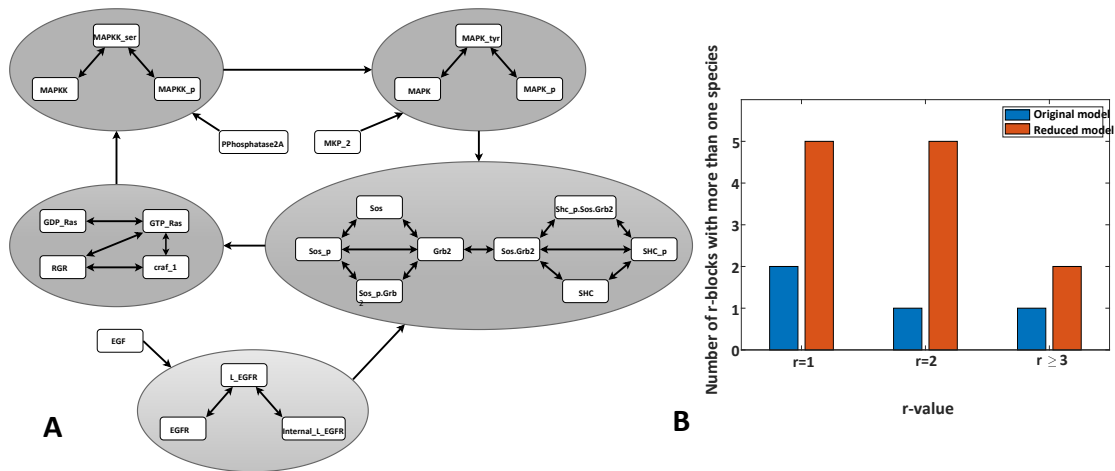 MAPKK_ser
MAPKK
MAPKK_p
PPhosphatase2A
MAPK_tyr
MAPK
MAPK_p
MKP_2
GDP_Ras
GTP_Ras
RGR
craf_1
Sos
Sos_p
Grb2
Sos_p.Grb
2
Shc_p.Sos.Grb2
Sos.Grb2
SHC_p
SHC
EGF
L_EGFR
EGFR
Internal_L_EGFR
A
Number of r-blocks with more than one species
5
4
3
2
1
0
Original model
Reduced model
r=1
r=2
r ≥ 3
r-value
B